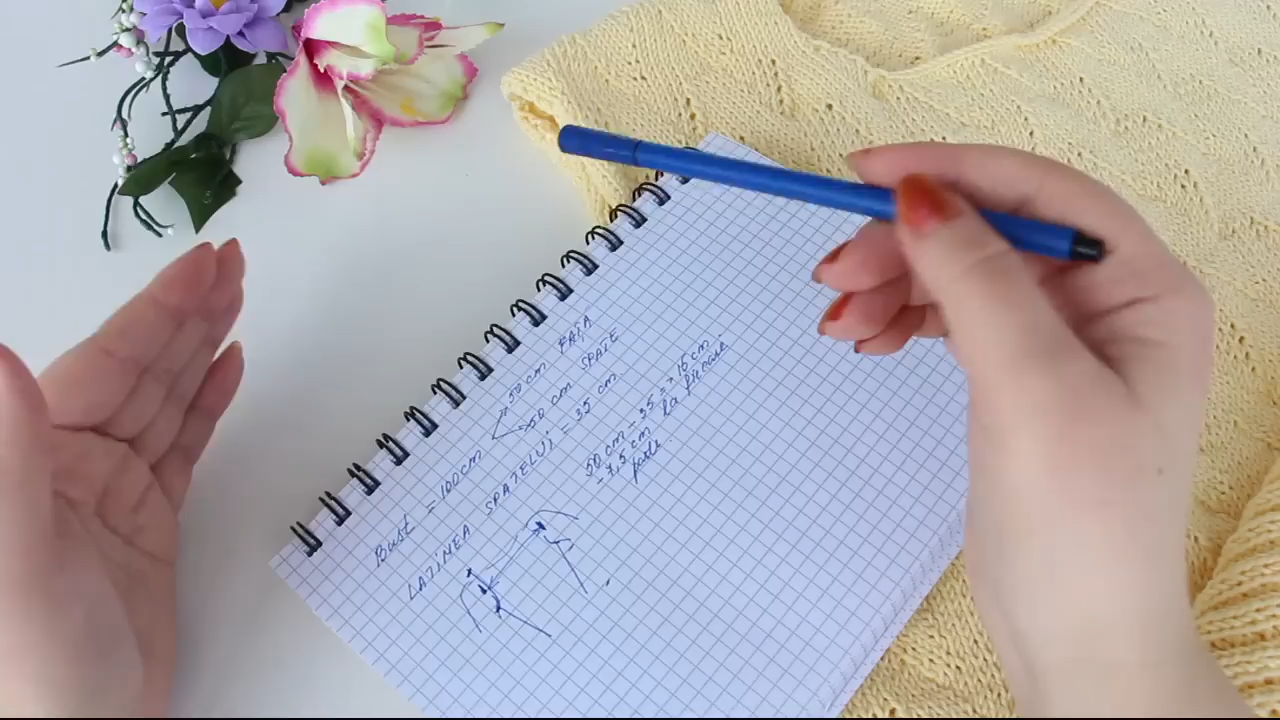 50 cm FAȚA
Bust = 100 cm
50 cm SPATE
LAȚIMEA SPATELUI = 35 cm.
50 cm - 35 => 15 cm
- 7,5 cm la fiecare
parte.